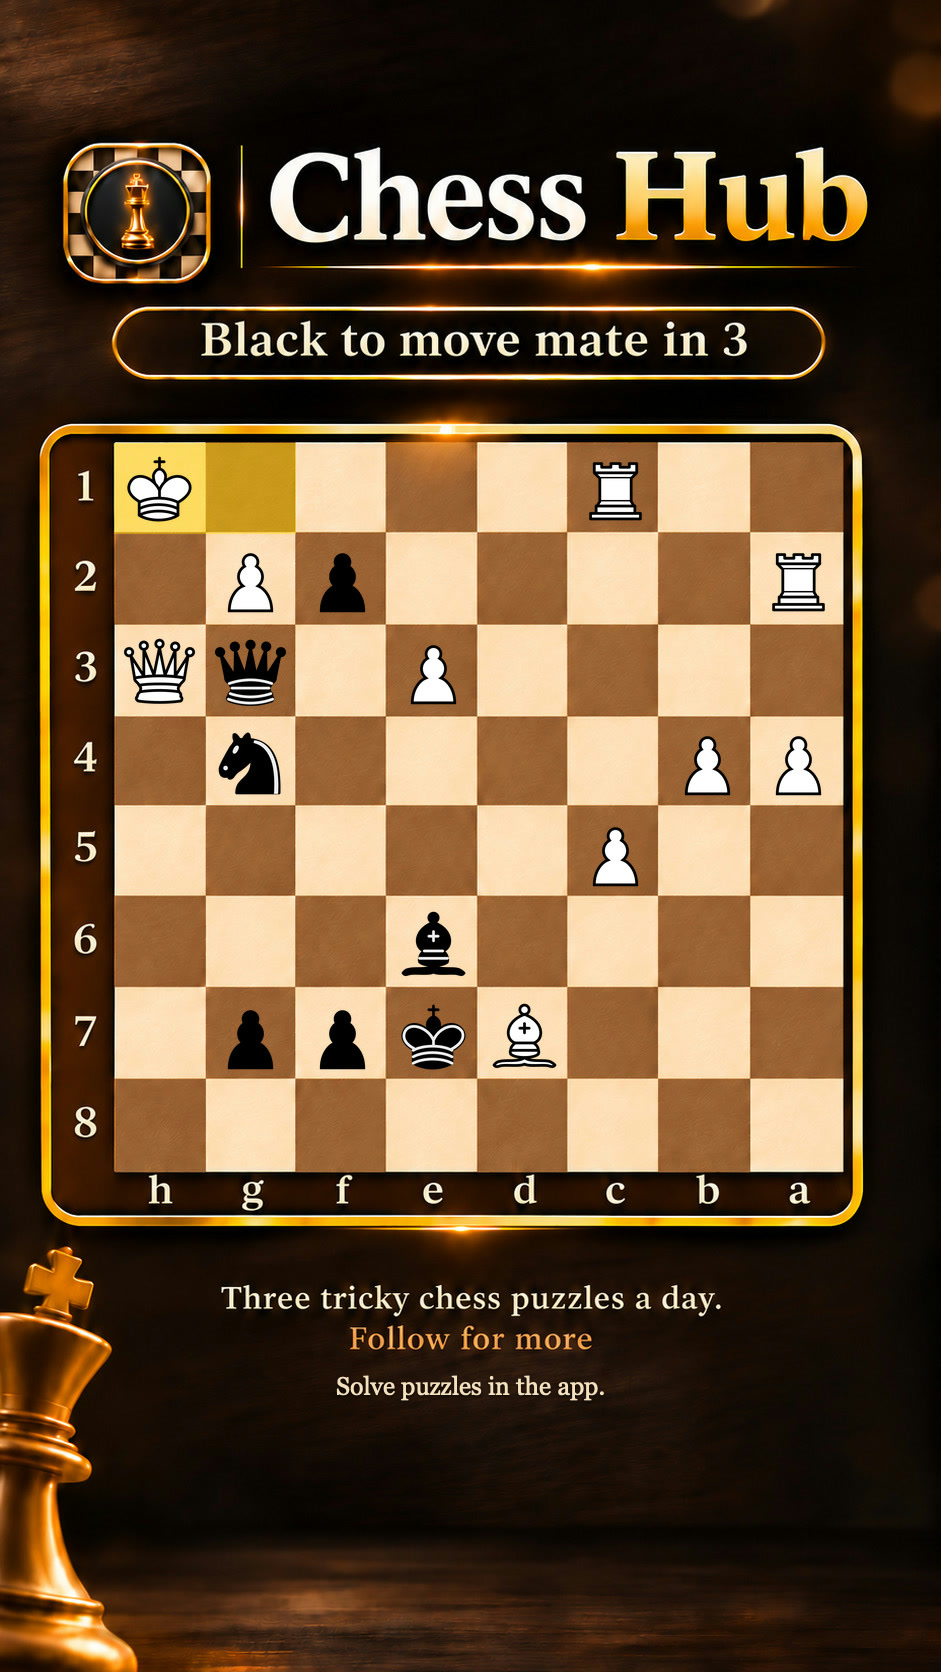 Chess Hub
Black to move mate in 3
1
2
3
4
5
6
7
8
h g f e d c b a
Three tricky chess puzzles a day.
Follow for more
Solve puzzles in the app.